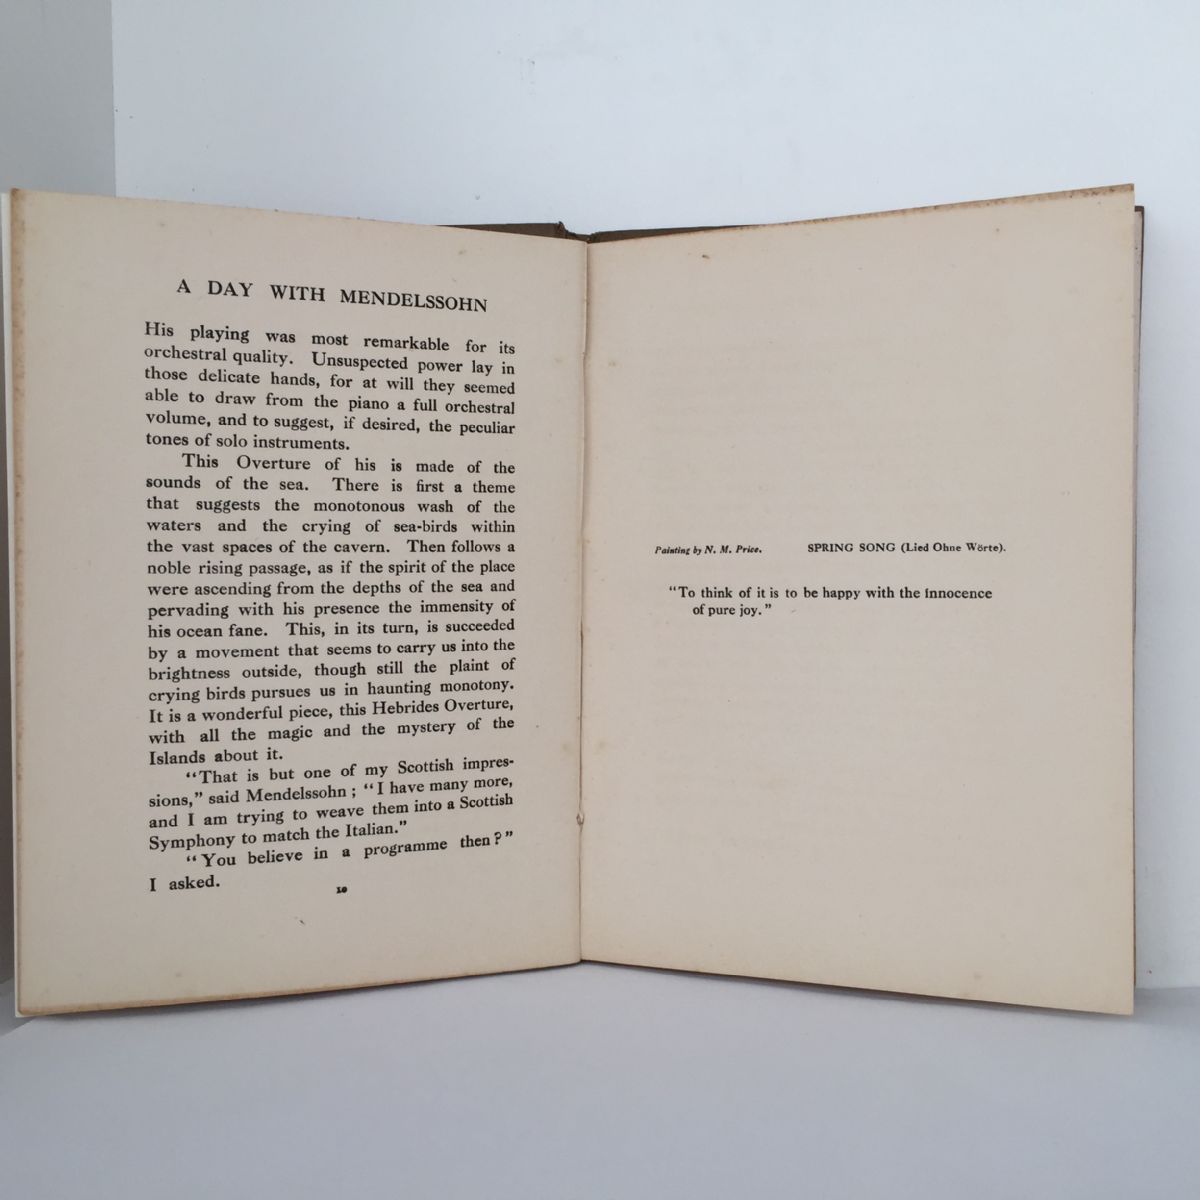 A DAY WITH MENDELSSOHN
His playing was most remarkable for its
orchestral quality. Unsuspected power lay in
those delicate hands, for at will they seemed
able to draw from the piano a full orchestral
volume, and to suggest, if desired, the peculiar
tones of solo instruments.
This Overture of his is made of the
sounds of the sea. There is first a theme
that suggests the monotonous wash of the
waters and the crying of sea-birds within
the vast spaces of the cavern. Then follows a
noble rising passage, as if the spirit of the place
were ascending from the depths of the sea and
pervading with his presence the immensity of
his ocean fane. This, in its turn, is succeeded
by a movement that seems to carry us into the
brightness outside, though still the plaint of
crying birds pursues us in haunting monotony.
It is a wonderful piece, this Hebrides Overture,
with all the magic and the mystery of the
Islands about it.
“That is but one of my Scottish impres-
sions,” said Mendelssohn; “I have many more,
and I am trying to weave them into a Scottish
Symphony to match the Italian.”
“You believe in a programme then?”
I asked.
10
Painting by N. M. Price. SPRING SONG (Lied Ohne Wörte).
“To think of it is to be happy with the innocence
of pure joy.”